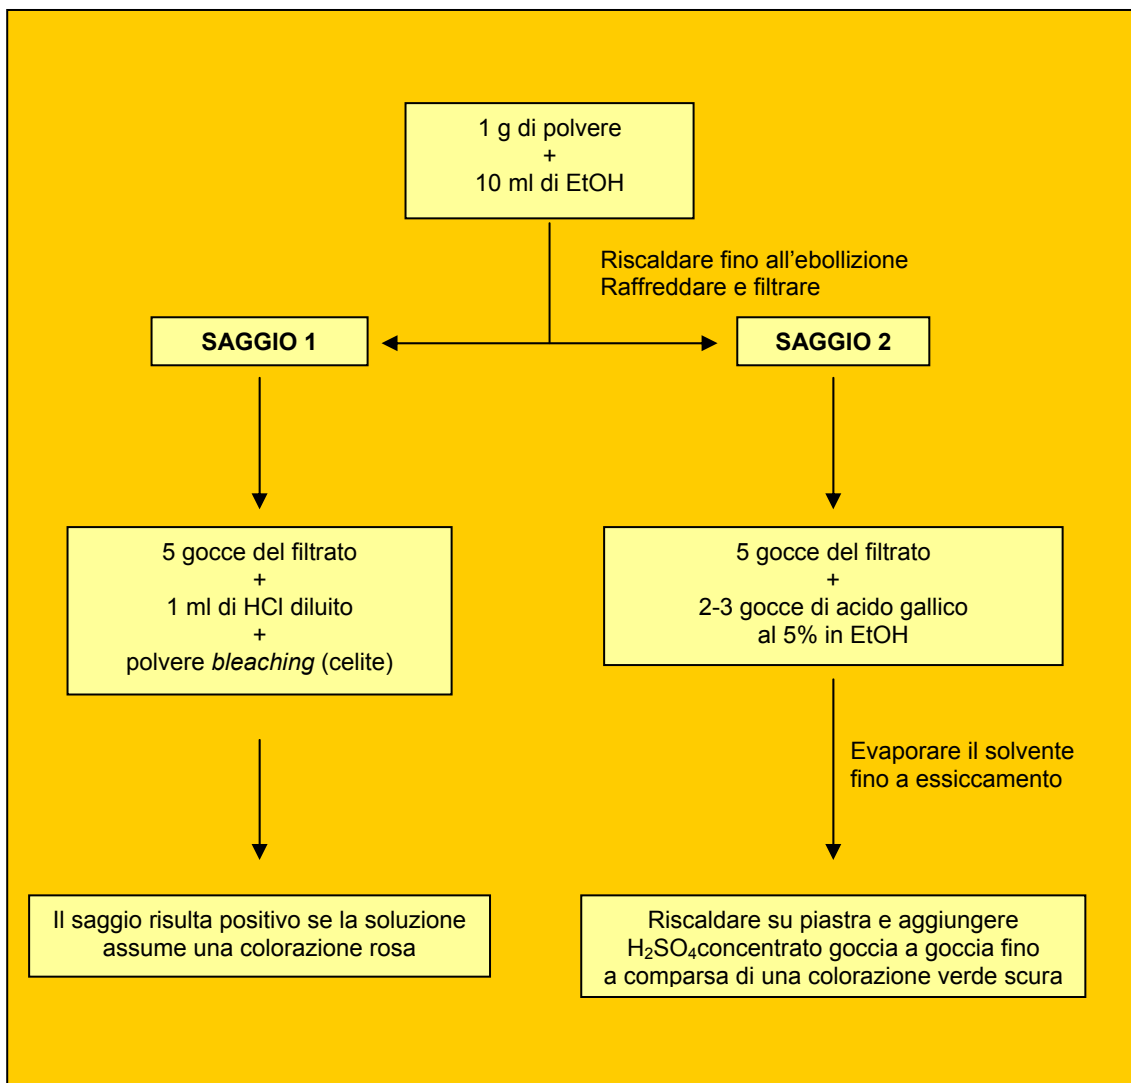 1 g di polvere
+
10 ml di EtOH
Riscaldare fino all’ebollizione
Raffreddare e filtrare
SAGGIO 1
SAGGIO 2
5 gocce del filtrato
+
1 ml di HCl diluito
+
polvere bleaching (celite)
5 gocce del filtrato
+
2-3 gocce di acido gallico
al 5% in EtOH
Evaporare il solvente
fino a essiccamento
Il saggio risulta positivo se la soluzione
assume una colorazione rosa
Riscaldare su piastra e aggiungere
H₂SO₄concentrato goccia a goccia fino
a comparsa di una colorazione verde scura